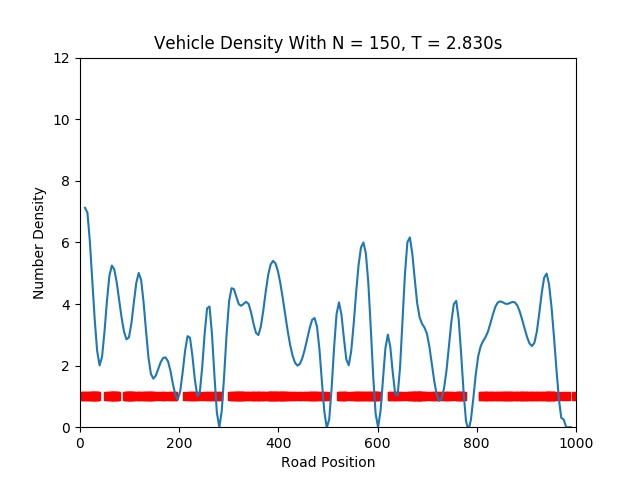 Vehicle Density With N = 150, T = 2.830s
12
10
8
6
4
2
0
Number Density
0 200 400 600 800 1000
Road Position